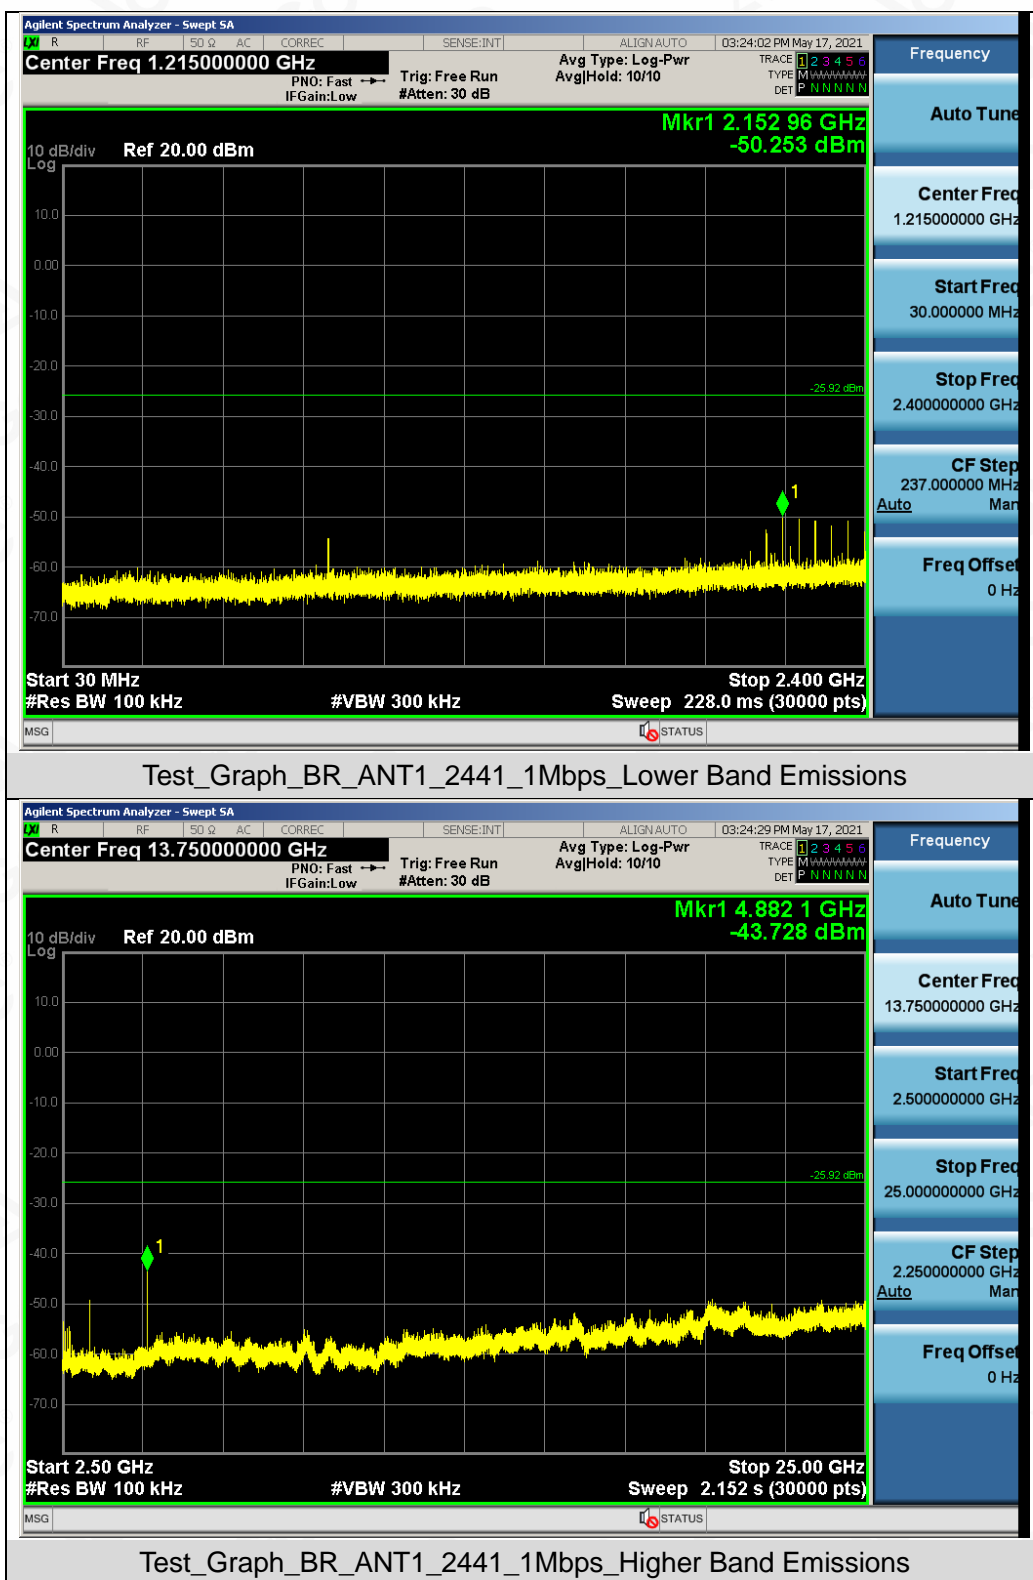 Agilent Spectrum Analyzer - Swept SA
LXI R RF 50 Ω AC CORREC SENSE:INT ALIGNAUTO 03:24:02 PM May 17, 2021
Center Freq 1.215000000 GHz
PNO: Fast
IFGain:Low
Trig: Free Run
#Atten: 30 dB
Avg Type: Log-Pwr
Avg|Hold: 10/10
TRACE 1 2 3 4 5 6
TYPE M
DET P N N N N N
Mkr1 2.152 96 GHz
-50.253 dBm
10 dB/div Ref 20.00 dBm
Log
10.0
0.00
-10.0
-20.0
-25.92 dBm
-30.0
-40.0
1
-50.0
-60.0
-70.0
Start 30 MHz Stop 2.400 GHz
#Res BW 100 kHz #VBW 300 kHz Sweep 228.0 ms (30000 pts)
MSG STATUS
Frequency
Auto Tune
Center Freq
1.215000000 GHz
Start Freq
30.000000 MHz
Stop Freq
2.400000000 GHz
CF Step
237.000000 MHz
Auto Man
Freq Offset
0 Hz
Test_Graph_BR_ANT1_2441_1Mbps_Lower Band Emissions
Agilent Spectrum Analyzer - Swept SA
LXI R RF 50 Ω AC CORREC SENSE:INT ALIGNAUTO 03:24:29 PM May 17, 2021
Center Freq 13.750000000 GHz
PNO: Fast
IFGain:Low
Trig: Free Run
#Atten: 30 dB
Avg Type: Log-Pwr
Avg|Hold: 10/10
TRACE 1 2 3 4 5 6
TYPE M
DET P N N N N N
Mkr1 4.882 1 GHz
-43.728 dBm
10 dB/div Ref 20.00 dBm
Log
10.0
0.00
-10.0
-20.0
-25.92 dBm
-30.0
-40.0
1
-50.0
-60.0
-70.0
Start 2.50 GHz Stop 25.00 GHz
#Res BW 100 kHz #VBW 300 kHz Sweep 2.152 s (30000 pts)
MSG STATUS
Frequency
Auto Tune
Center Freq
13.750000000 GHz
Start Freq
2.500000000 GHz
Stop Freq
25.000000000 GHz
CF Step
2.250000000 GHz
Auto Man
Freq Offset
0 Hz
Test_Graph_BR_ANT1_2441_1Mbps_Higher Band Emissions